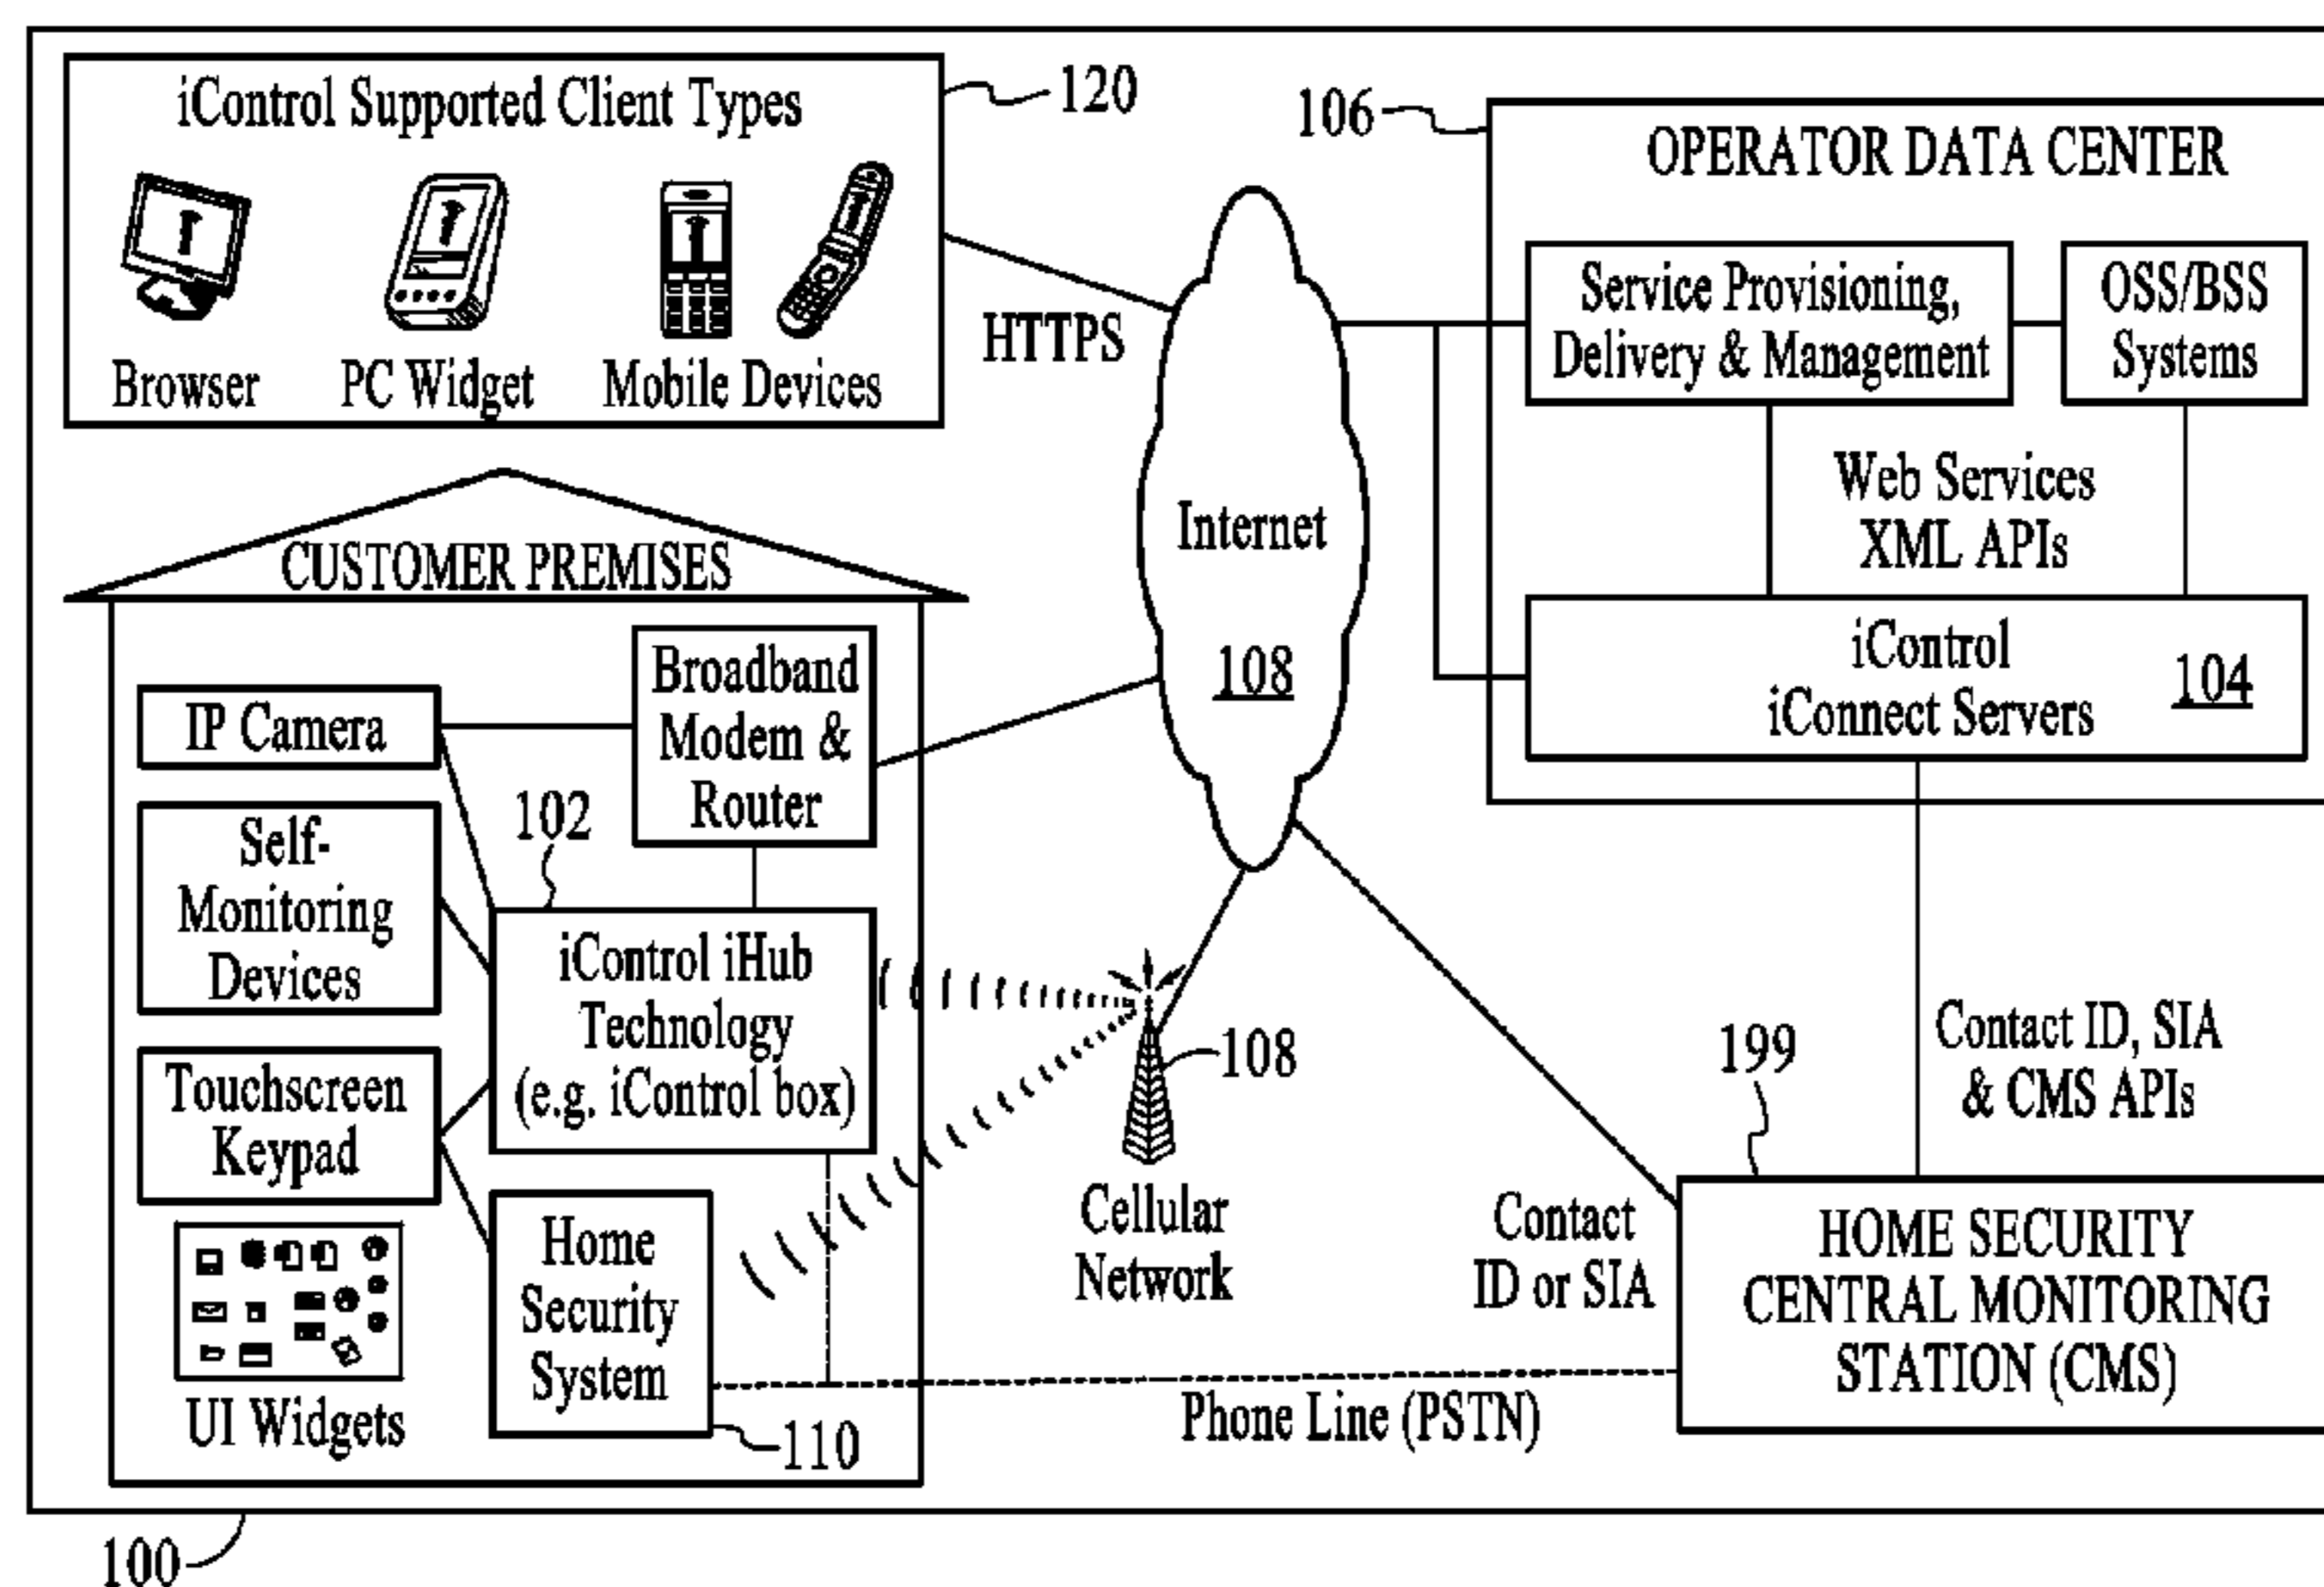 iControl Supported Client Types
120
Browser
PC Widget
Mobile Devices
HTTPS
106
OPERATOR DATA CENTER
Service Provisioning,
Delivery & Management
OSS/BSS
Systems
Web Services
XML APIs
iControl
iConnect Servers
104
Internet
108
CUSTOMER PREMISES
IP Camera
Broadband
Modem &
Router
Self-
Monitoring
Devices
102
iControl iHub
Technology
(e.g. iControl box)
Touchscreen
Keypad
UI Widgets
Home
Security
System
110
108
Cellular
Network
Contact
ID or SIA
199
Contact ID, SIA
& CMS APIs
HOME SECURITY
CENTRAL MONITORING
STATION (CMS)
Phone Line (PSTN)
100